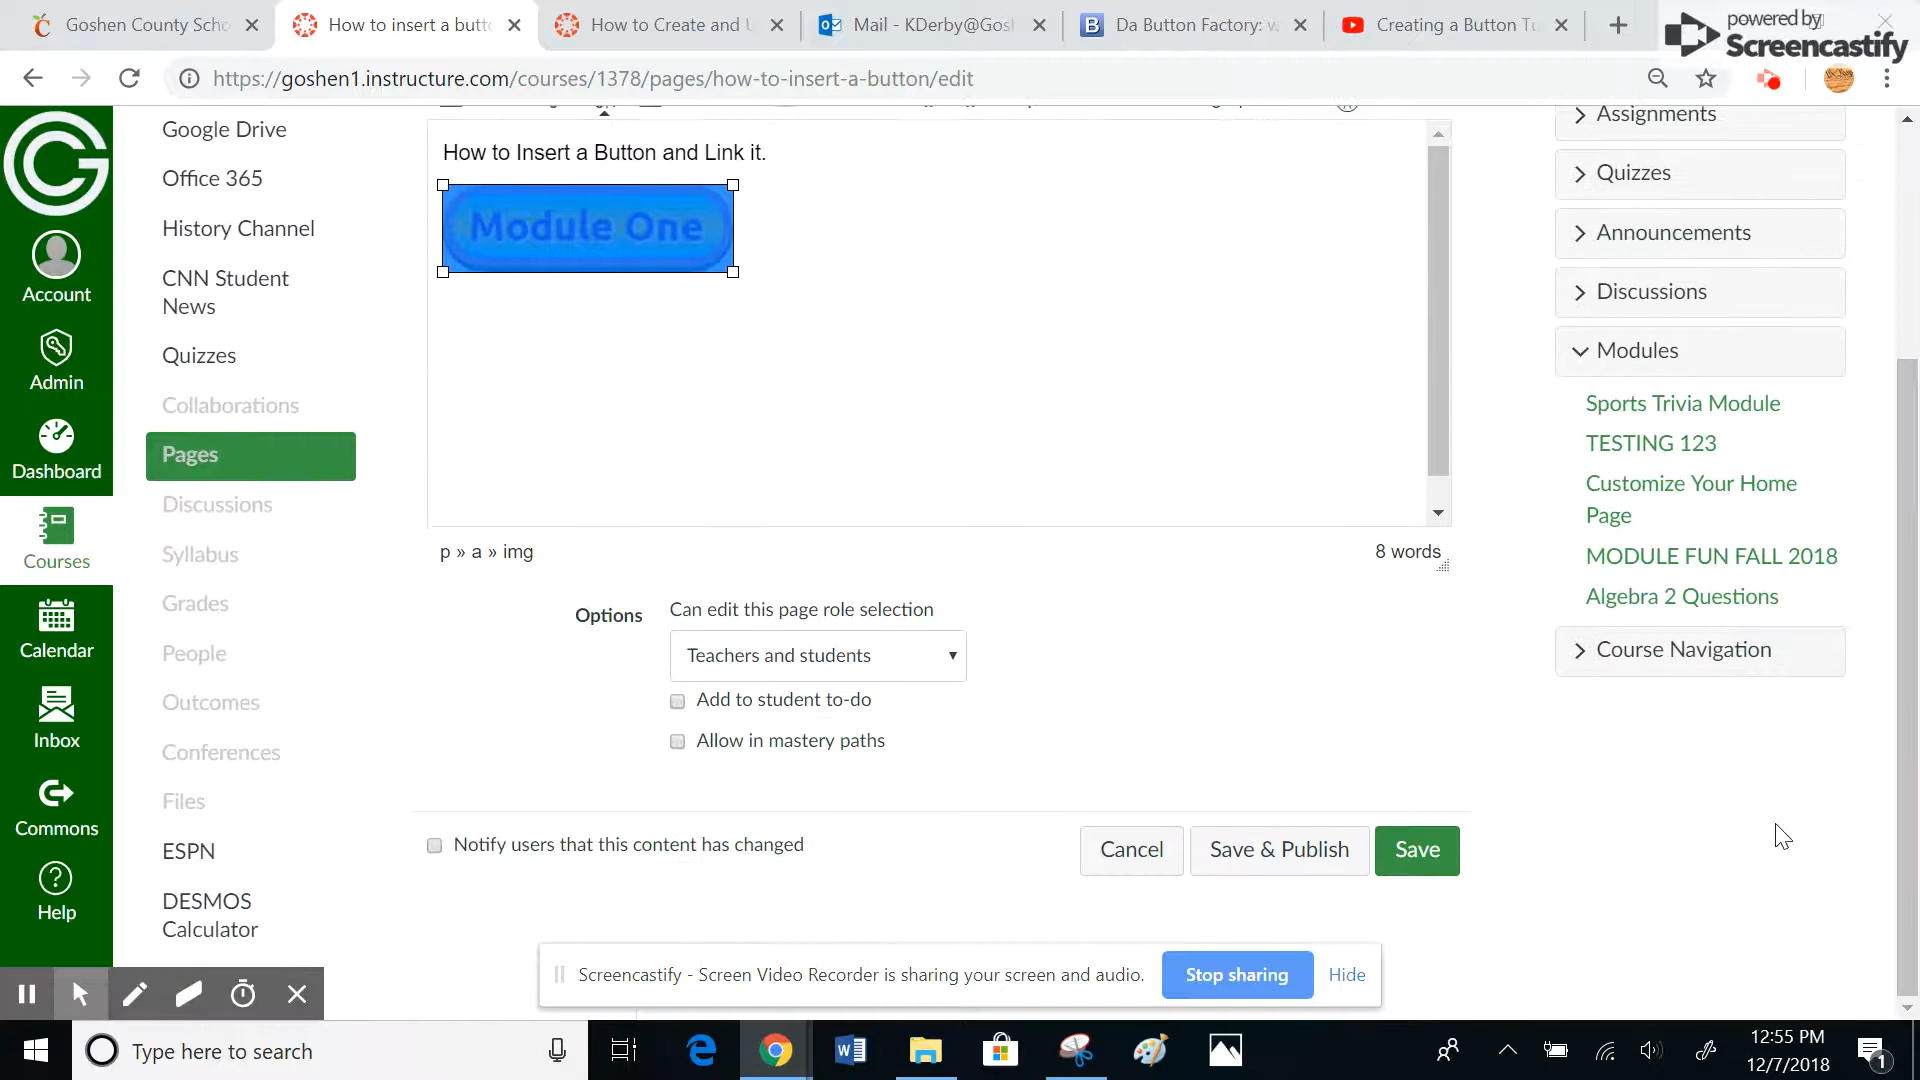 Goshen County Scho
How to insert a butto
How to Create and U
Mail - KDerby@Gosh
Da Button Factory: w
Creating a Button Tu
powered by
Screencastify
https://goshen1.instructure.com/courses/1378/pages/how-to-insert-a-button/edit
Account
Admin
Dashboard
Courses
Calendar
Inbox
Commons
Help
Google Drive
Office 365
History Channel
CNN Student
News
Quizzes
Collaborations
Pages
Discussions
Syllabus
Grades
People
Outcomes
Conferences
Files
ESPN
DESMOS
Calculator
How to Insert a Button and Link it.
Module One
p » a » img
8 words
Options
Can edit this page role selection
Teachers and students
Add to student to-do
Allow in mastery paths
Notify users that this content has changed
Cancel
Save & Publish
Save
Assignments
Quizzes
Announcements
Discussions
Modules
Sports Trivia Module
TESTING 123
Customize Your Home
Page
MODULE FUN FALL 2018
Algebra 2 Questions
Course Navigation
Screencastify - Screen Video Recorder is sharing your screen and audio.
Stop sharing
Hide
Type here to search
12:55 PM
12/7/2018
1